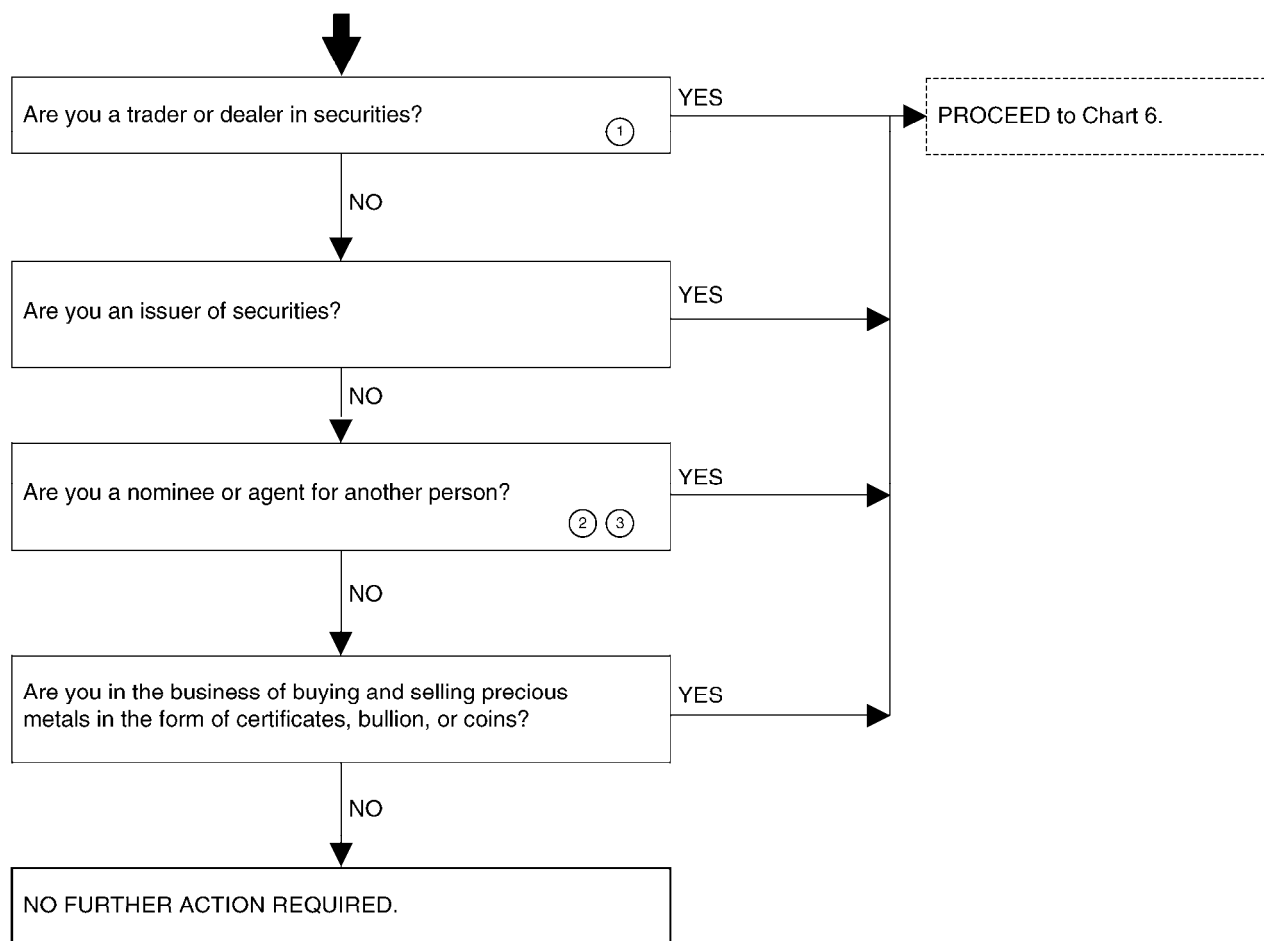 Are you a trader or dealer in securities?
1
YES
PROCEED to Chart 6.
NO
Are you an issuer of securities?
YES
NO
Are you a nominee or agent for another person?
2 3
YES
NO
Are you in the business of buying and selling precious
metals in the form of certificates, bullion, or coins?
YES
NO
NO FURTHER ACTION REQUIRED.